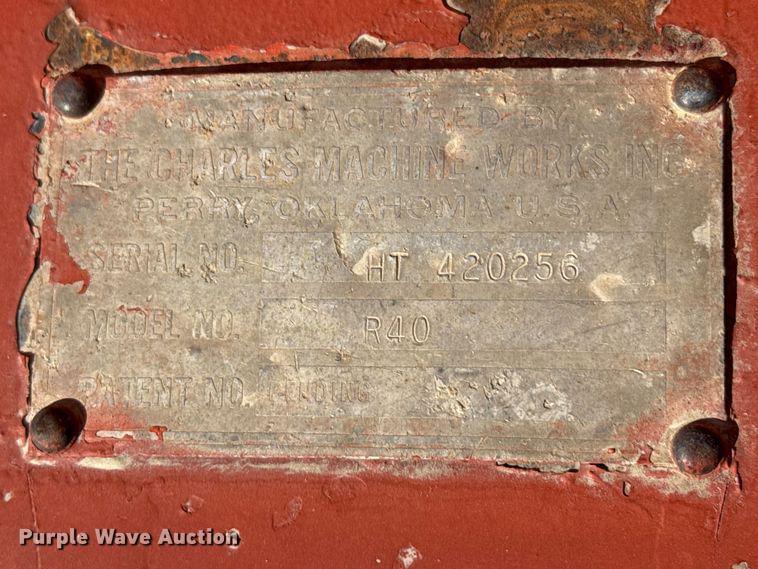 MANUFACTURED BY
THE CHARLES MACHINE WORKS INC
PERRY, OKLAHOMA U.S.A.
SERIAL NO. HT 420256
MODEL NO. R40
PATENT NO. PENDING
Purple Wave Auction